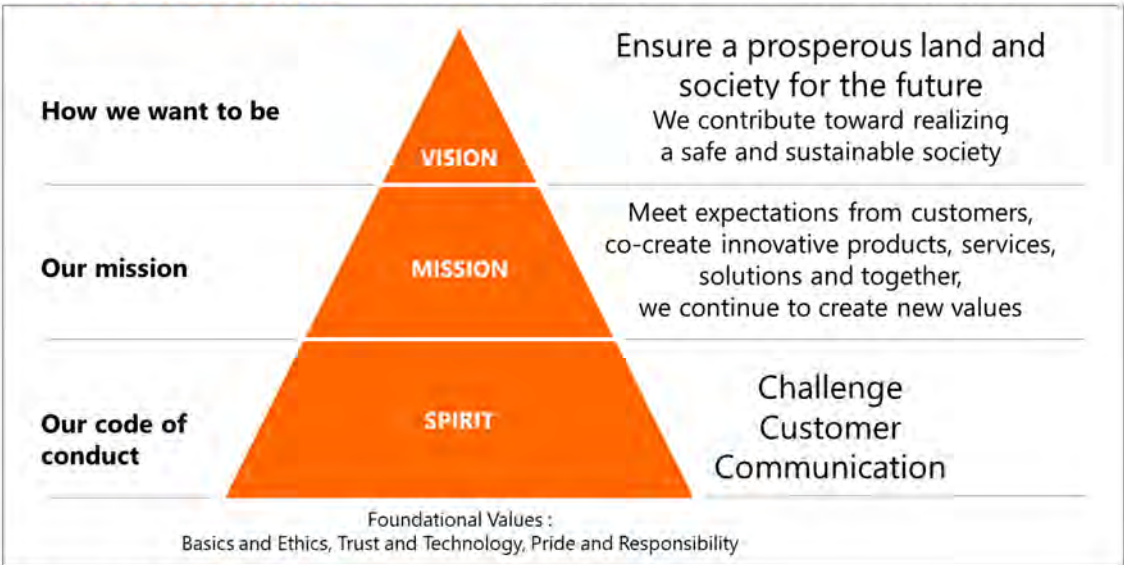 How we want to be
VISION
Ensure a prosperous land and
society for the future
We contribute toward realizing
a safe and sustainable society
Our mission
MISSION
Meet expectations from customers,
co-create innovative products, services,
solutions and together,
we continue to create new values
Our code of
conduct
SPIRIT
Challenge
Customer
Communication
Foundational Values :
Basics and Ethics, Trust and Technology, Pride and Responsibility